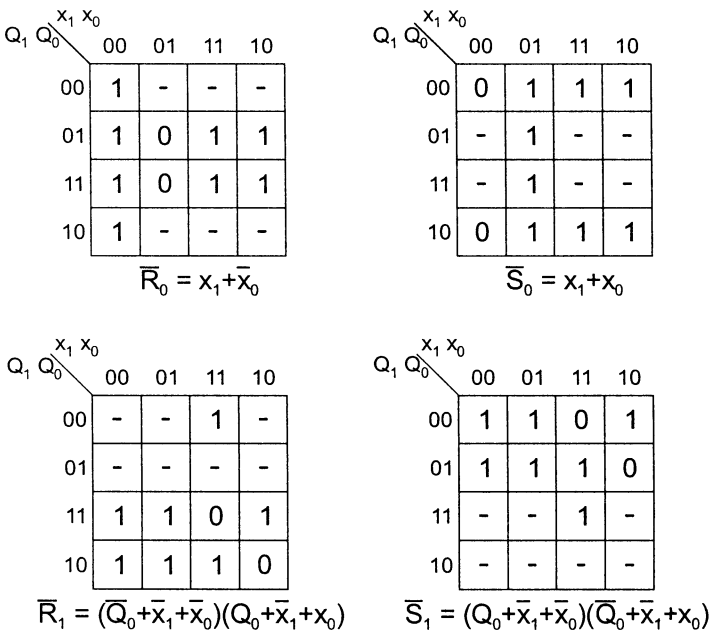 x₁ x₀ x₁ x₀
Q₁ Q₀ 00 01 11 10 Q₁ Q₀ 00 01 11 10
00 1 - - - 00 0 1 1 1
01 1 0 1 1 01 - 1 - -
11 1 0 1 1 11 - 1 - -
10 1 - - - 10 0 1 1 1
R̅₀ = x₁+x̅₀ S̅₀ = x₁+x₀
x₁ x₀ x₁ x₀
Q₁ Q₀ 00 01 11 10 Q₁ Q₀ 00 01 11 10
00 - - 1 - 00 1 1 0 1
01 - - - - 01 1 1 1 0
11 1 1 0 1 11 - - 1 -
10 1 1 1 0 10 - - - -
R̅₁ = (Q̅₀+x̅₁+x̅₀)(Q₀+x̅₁+x₀) S̅₁ = (Q₀+x̅₁+x̅₀)(Q̅₀+x̅₁+x₀)